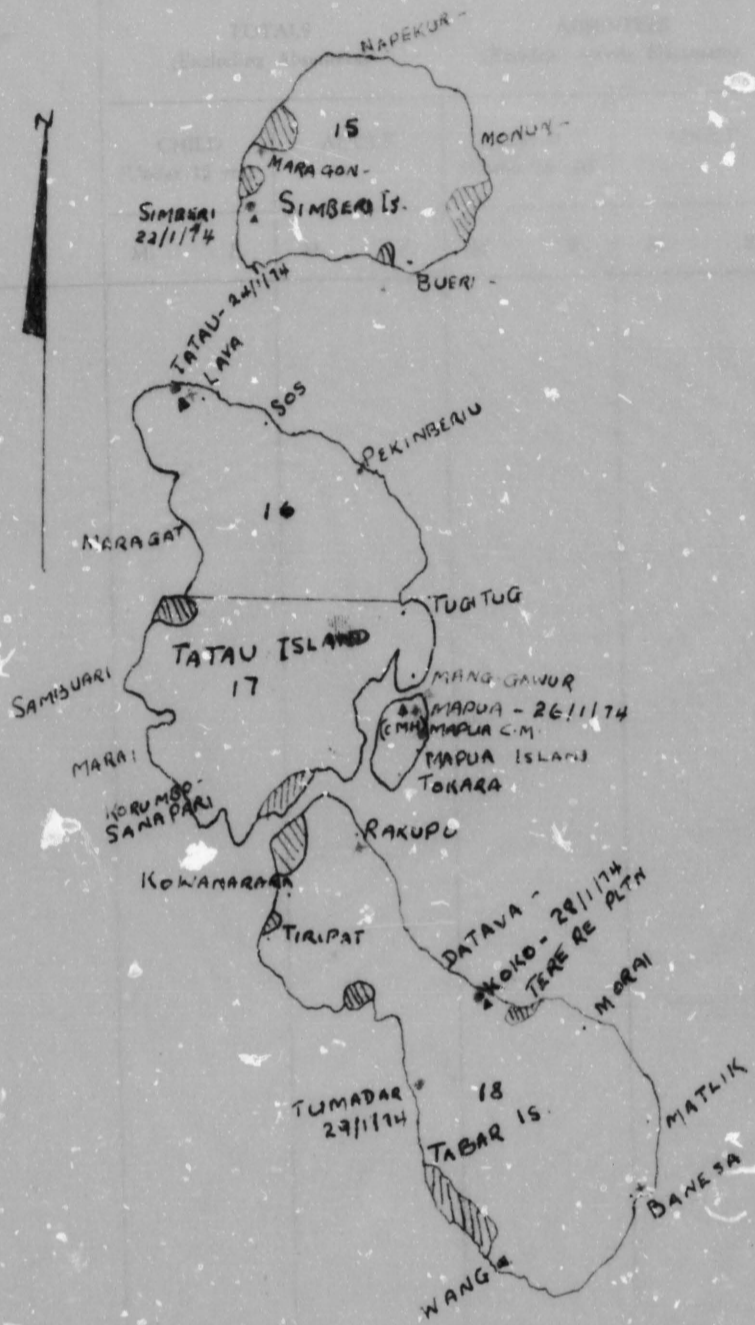 N
NAPEKUR-
15
MONUN-
MARAGON-
SIMBERI IS.
SIMBERI
22/1/74
BUERI-
TATAU- 24/1/74
LAVA
SOS
PEKINBERIU
16
NARAGAT
TUGITUG
TATAU ISLAND
17
SAMBUARI
MANG GAWUR
MAPUA - 26/1/74
(CMH) MAPUA C.M.
MAPUA ISLAND
TOKARA
MARAI
KORUMBO-
SANAPARI
RAKUPU
KOWAMARARA
TIRIPAT
DATAVA-
KOKO- 28/1/74
TERE RE PLTN
MORAI
TUMADAR
29/1/74
18
TABAR IS.
MATLIK
BANESA
WANG